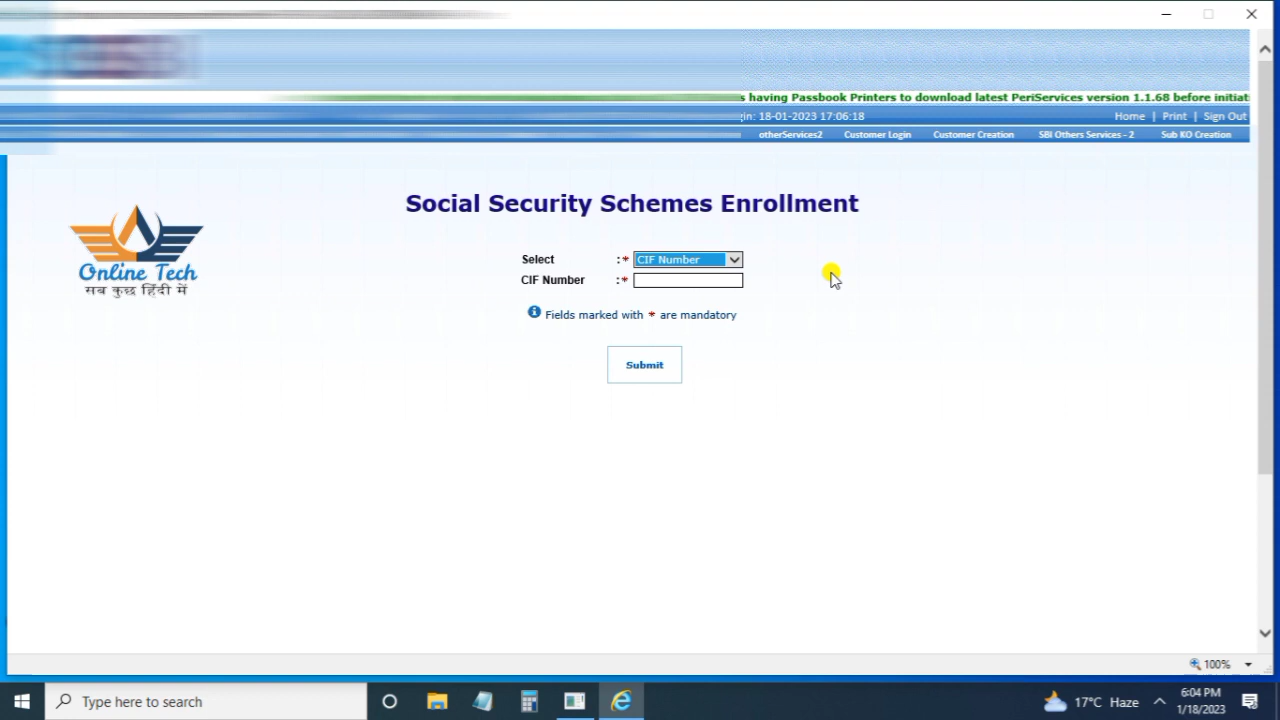 s having Passbook Printers to download latest PeriServices version 1.1.68 before initiat
in: 18-01-2023 17:06:18 Home | Print | Sign Out
otherServices2 Customer Login Customer Creation SBI Others Services - 2 Sub KO Creation
Social Security Schemes Enrollment
Online Tech
सब कुछ हिंदी में
Select :* CIF Number
CIF Number :*
Fields marked with * are mandatory
Submit
100%
Type here to search
17°C Haze
6:04 PM
1/18/2023